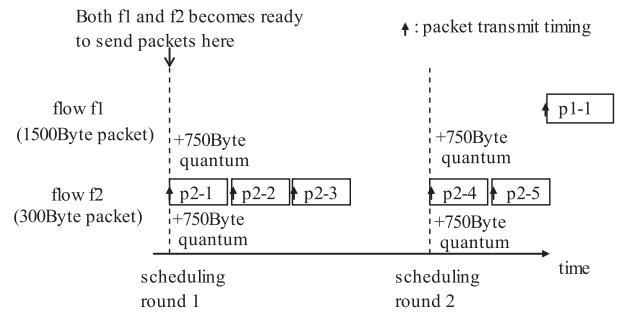 Both f1 and f2 becomes ready
to send packets here
: packet transmit timing
flow f1
(1500Byte packet)
+750Byte
quantum
+750Byte
quantum
p1-1
flow f2
(300Byte packet)
p2-1
p2-2
p2-3
p2-4
p2-5
+750Byte
quantum
+750Byte
quantum
time
scheduling
round 1
scheduling
round 2